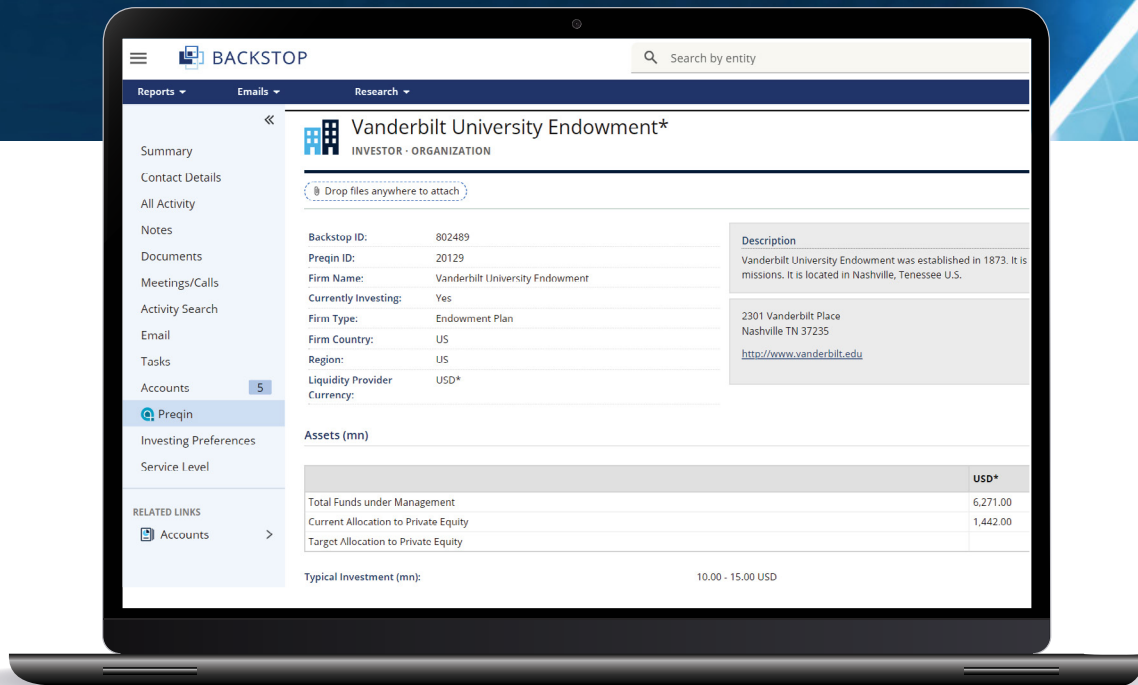 BACKSTOP
Search by entity
Reports Emails Research
«
Vanderbilt University Endowment*
INVESTOR · ORGANIZATION
Summary
Contact Details
All Activity
Notes
Documents
Meetings/Calls
Activity Search
Email
Tasks
Accounts 5
Preqin
Investing Preferences
Service Level
RELATED LINKS
Accounts >
Drop files anywhere to attach
Backstop ID: 802489
Preqin ID: 20129
Firm Name: Vanderbilt University Endowment
Currently Investing: Yes
Firm Type: Endowment Plan
Firm Country: US
Region: US
Liquidity Provider USD*
Currency:
Description
Vanderbilt University Endowment was established in 1873. It is
missions. It is located in Nashville, Tenessee U.S.
2301 Vanderbilt Place
Nashville TN 37235
http://www.vanderbilt.edu
Assets (mn)
USD*
Total Funds under Management 6,271.00
Current Allocation to Private Equity 1,442.00
Target Allocation to Private Equity
Typical Investment (mn): 10.00 - 15.00 USD